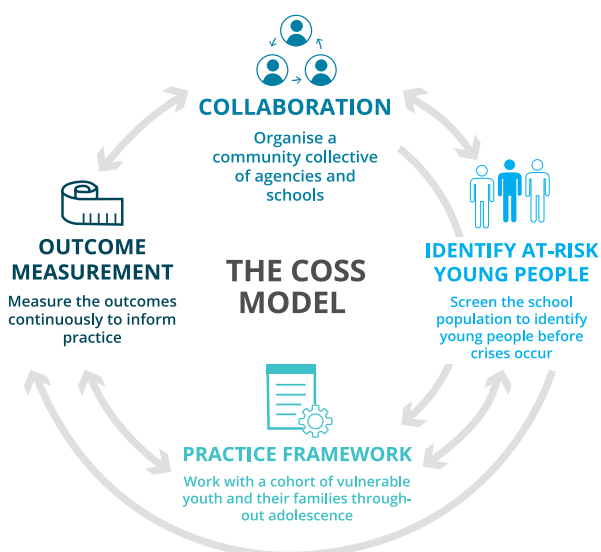 COLLABORATION
Organise a
community collective
of agencies and
schools
OUTCOME
MEASUREMENT
Measure the outcomes
continuously to inform
practice
THE COSS
MODEL
IDENTIFY AT-RISK
YOUNG PEOPLE
Screen the school
population to identify
young people before
crises occur
PRACTICE FRAMEWORK
Work with a cohort of vulnerable
youth and their families through-
out adolescence